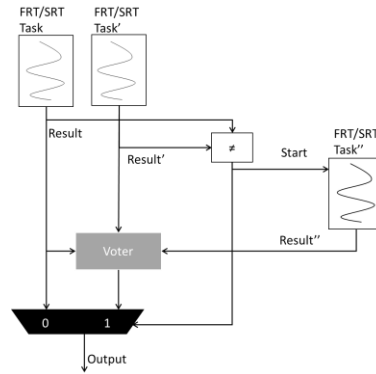 FRT/SRT
Task
FRT/SRT
Task'
Result
Result'
≠
Start
FRT/SRT
Task''
Result''
Voter
0
1
Output